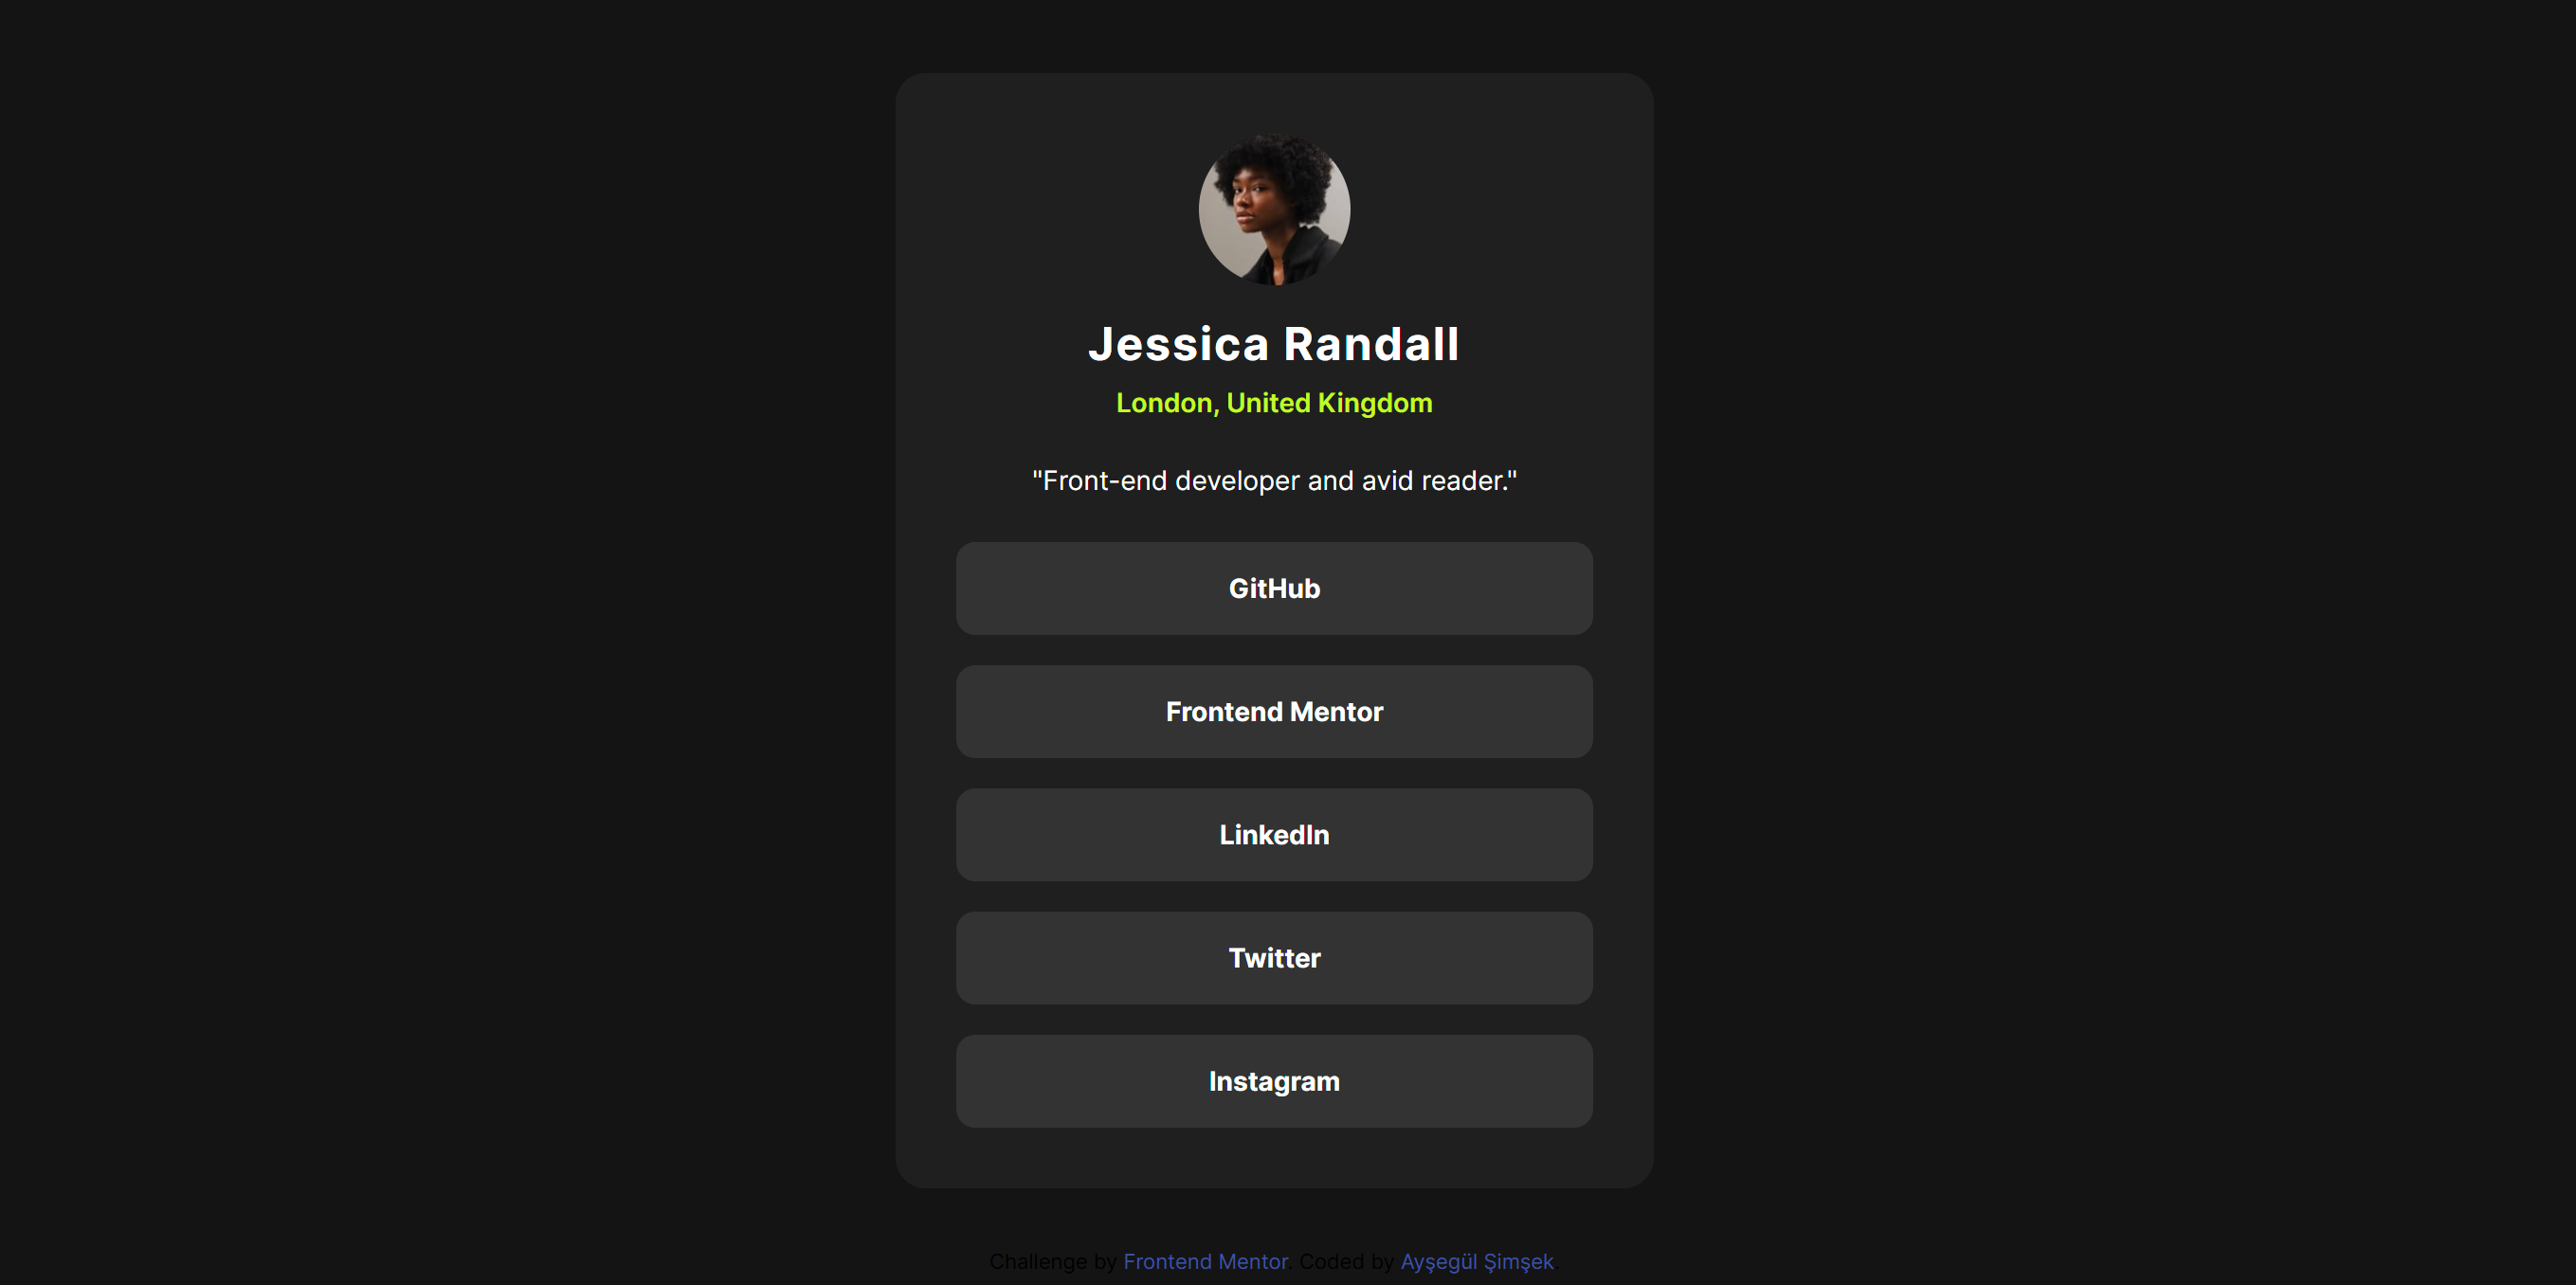 Jessica Randall
London, United Kingdom
"Front-end developer and avid reader."
GitHub
Frontend Mentor
LinkedIn
Twitter
Instagram
Challenge by Frontend Mentor. Coded by Ayşegül Şimşek.